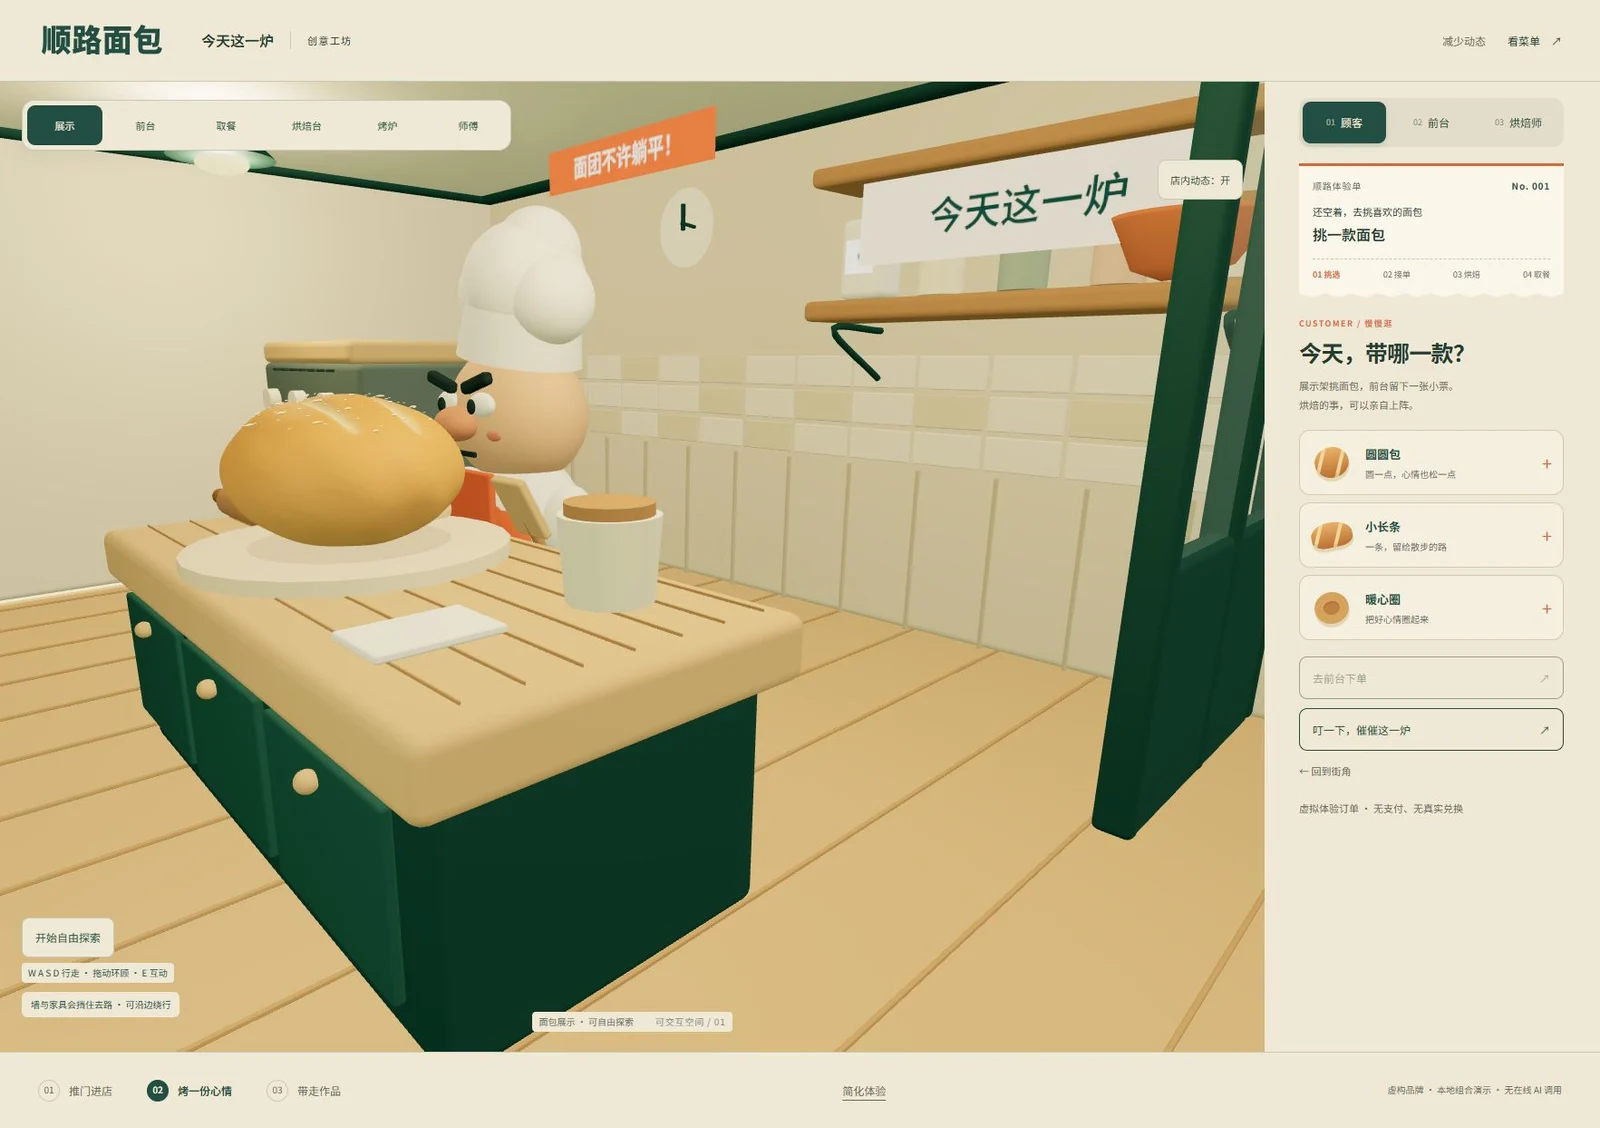 顺路面包
今天这一炉
创意工坊
减少动态
看菜单 ↗
展示
前台
取餐
烘焙台
烤炉
师傅
面团不许躺平!
今天这一炉
店内动态：开
01 顾客
02 前台
03 烘焙师
顺路体验单
No. 001
还空着，去挑喜欢的面包
挑一款面包
01 挑选
02 接单
03 烘焙
04 取餐
CUSTOMER / 慢慢逛
今天，带哪一款？
展示架挑面包，前台留下一张小票。
烘焙的事，可以亲自上阵。
圆圆包
圆一点，心情也松一点
+
小长条
一条，留给散步的路
+
暖心圈
把好心情圈起来
+
去前台下单 ↗
叮一下，催催这一炉 ↗
← 回到街角
虚拟体验订单 · 无支付、无真实兑换
开始自由探索
WASD 行走 · 拖动环顾 · E 互动
墙与家具会挡住去路 · 可沿边绕行
面包展示 · 可自由探索
可交互空间 / 01
01 推门进店
02 烤一份心情
03 带走作品
简化体验
虚构品牌 · 本地组合演示 · 无在线 AI 调用